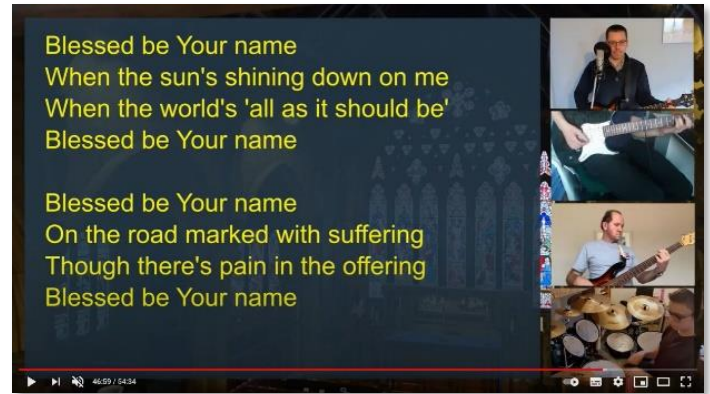 Blessed be Your name
When the sun's shining down on me
When the world's 'all as it should be'
Blessed be Your name
Blessed be Your name
On the road marked with suffering
Though there's pain in the offering
Blessed be Your name
46:59 / 54:34